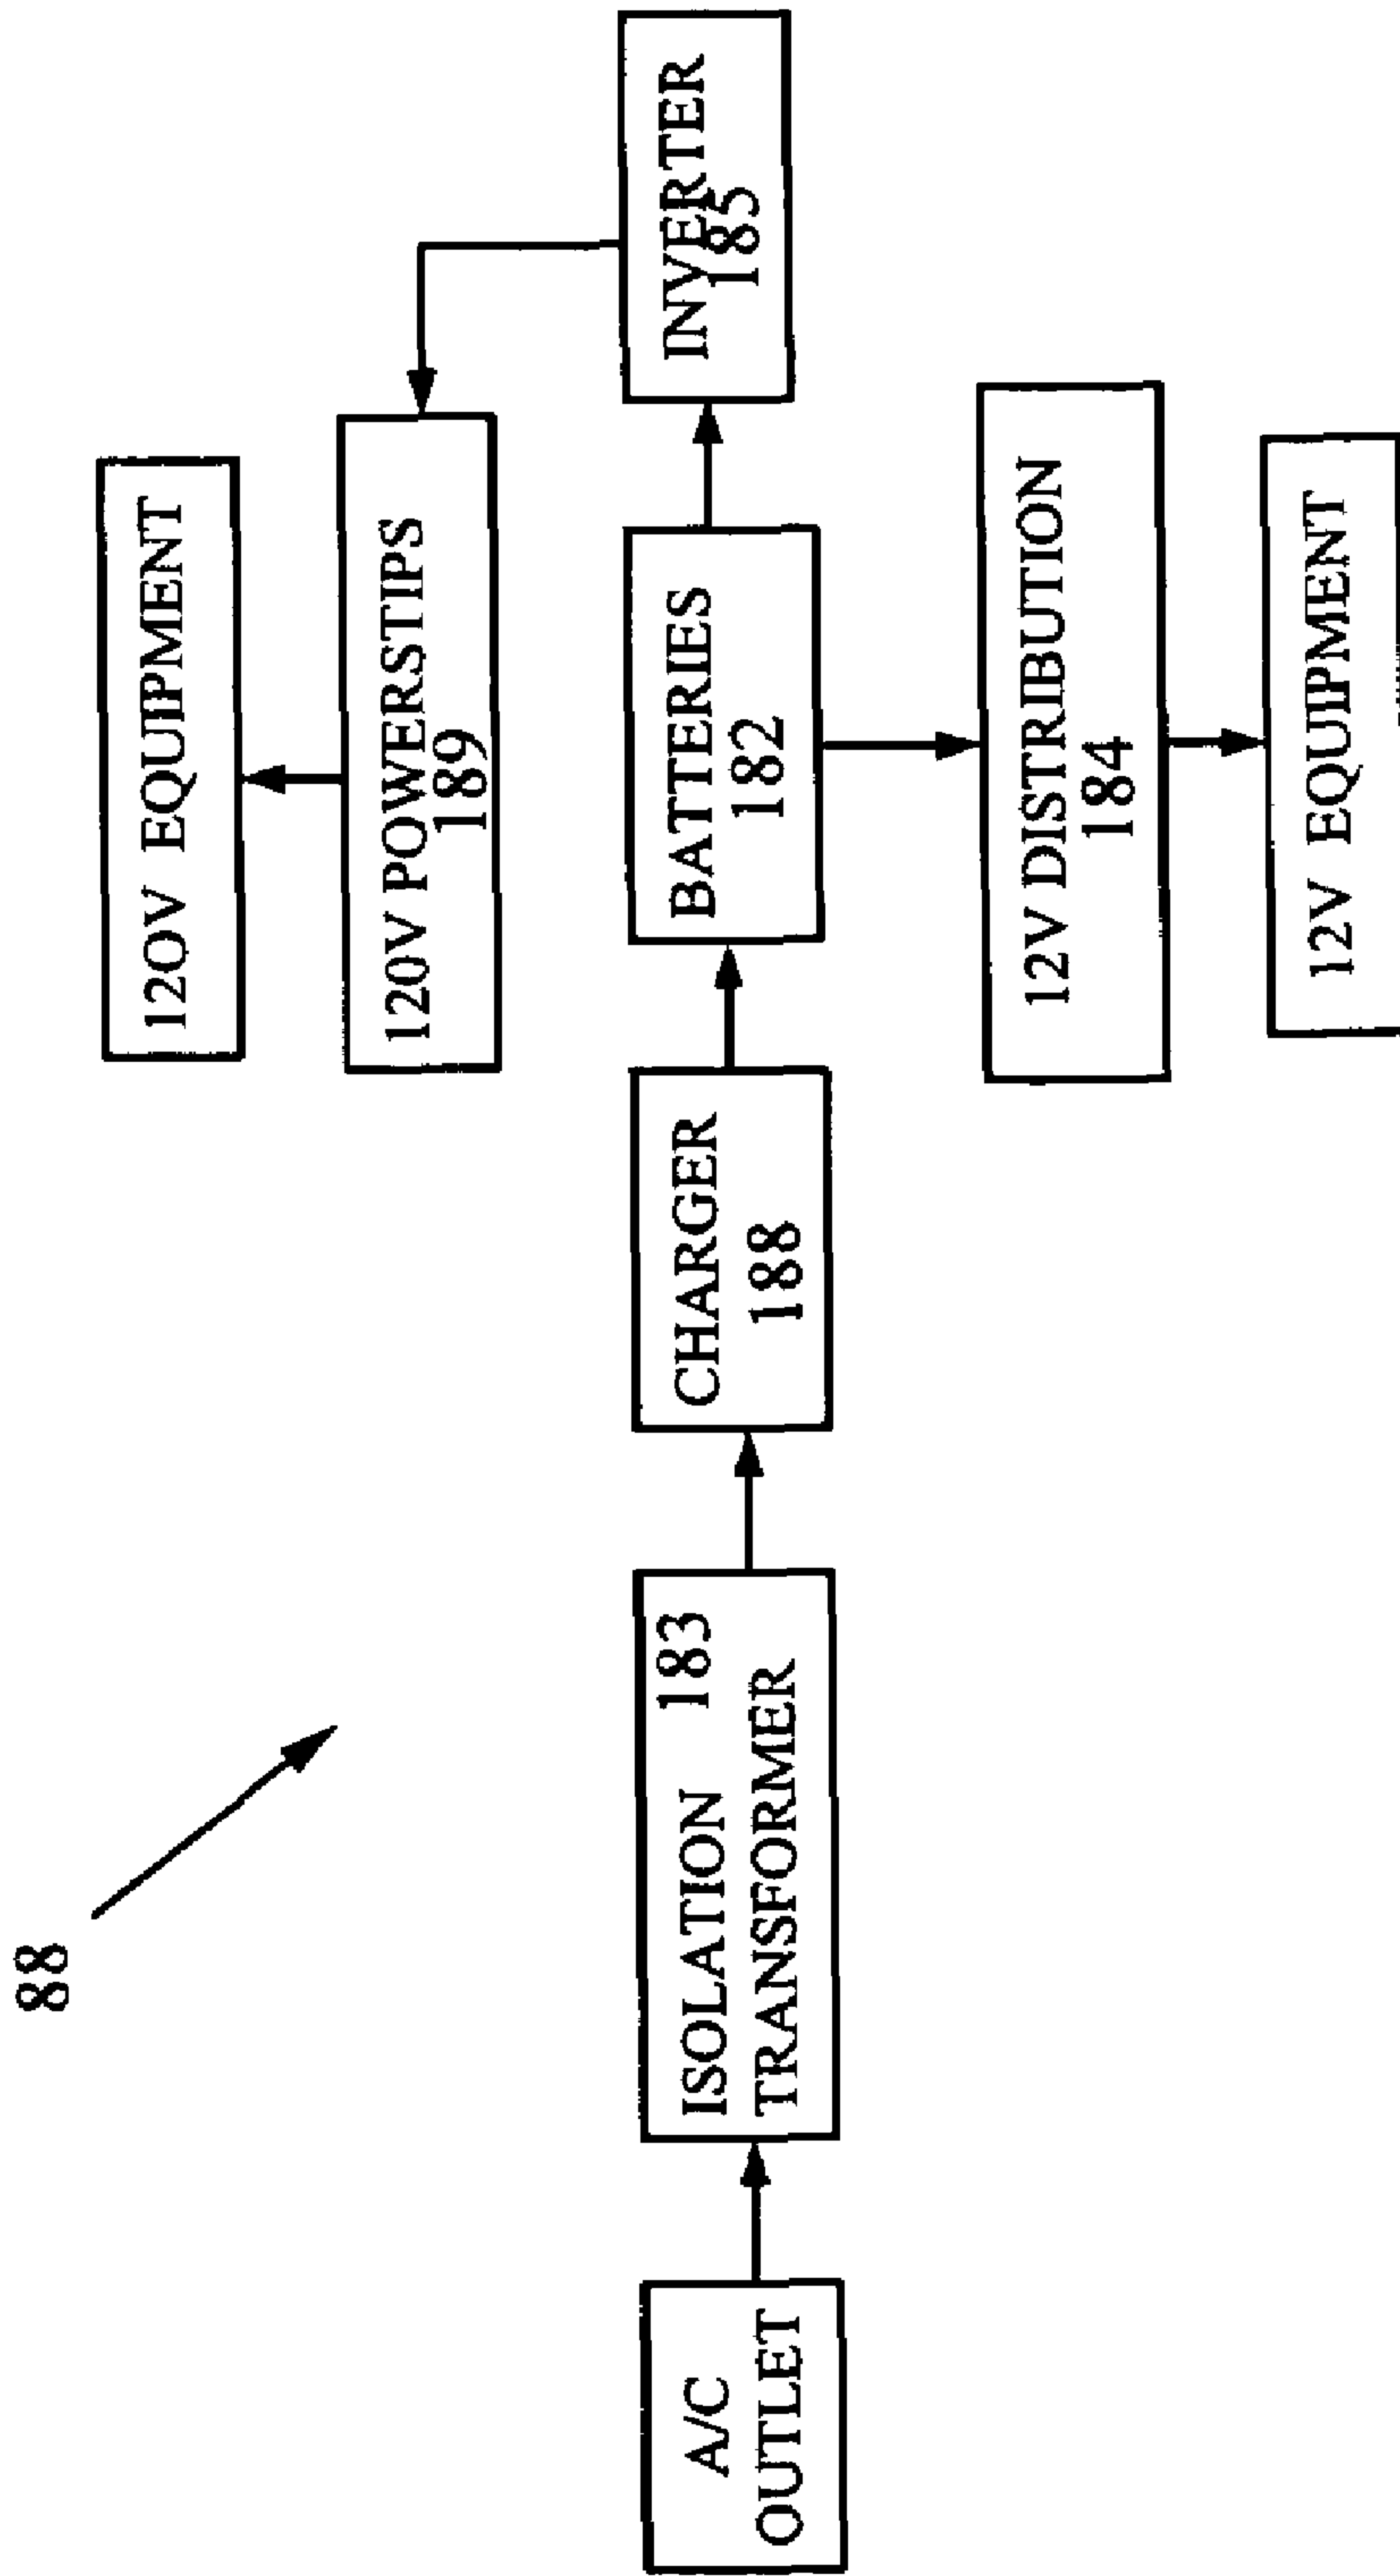 88
12OV EQUIPMENT
120V POWERSTIPS
189
A/C
OUTLET
ISOLATION 183
TRANSFORMER
CHARGER
188
BATTERIES
182
INVERTER
185
12V DISTRIBUTION
184
12V EQUIPMENT